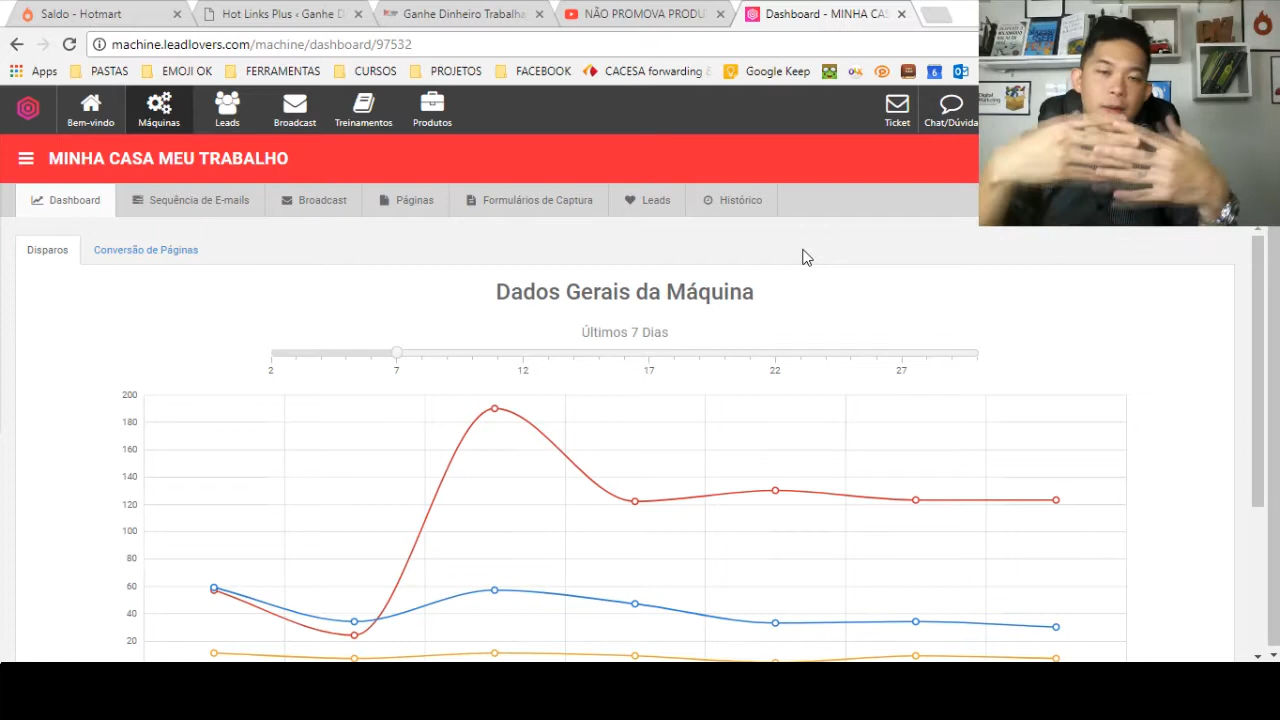 Saldo - Hotmart
Hot Links Plus ‹ Ganhe D
Ganhe Dinheiro Trabalha
NÃO PROMOVA PRODU
Dashboard - MINHA CAS
machine.leadlovers.com/machine/dashboard/97532
Apps PASTAS EMOJI OK FERRAMENTAS CURSOS PROJETOS FACEBOOK CACESA forwarding & Google Keep
Bem-vindo Máquinas Leads Broadcast Treinamentos Produtos Ticket Chat/Dúvida
MINHA CASA MEU TRABALHO
Dashboard Sequência de E-mails Broadcast Páginas Formulários de Captura Leads Histórico
Disparos Conversão de Páginas
Dados Gerais da Máquina
Últimos 7 Dias
2 7 12 17 22 27
200
180
160
140
120
100
80
60
40
20